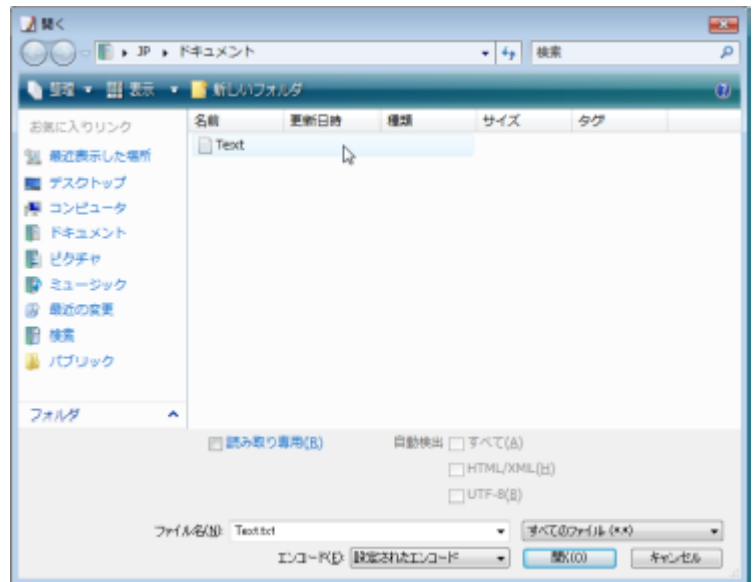 開く
JP ▸ ドキュメント
検索
整理 表示 新しいフォルダ
お気に入りリンク
名前 更新日時 種類 サイズ タグ
Text
最近表示した場所
デスクトップ
コンピュータ
ドキュメント
ピクチャ
ミュージック
最近の変更
検索
パブリック
フォルダ
読み取り専用(R)
自動検出 すべて(A)
HTML/XML(H)
UTF-8(8)
ファイル名(N): Text.txt すべてのファイル (*.*)
エンコード(E): 設定されたエンコード 開く(O) キャンセル